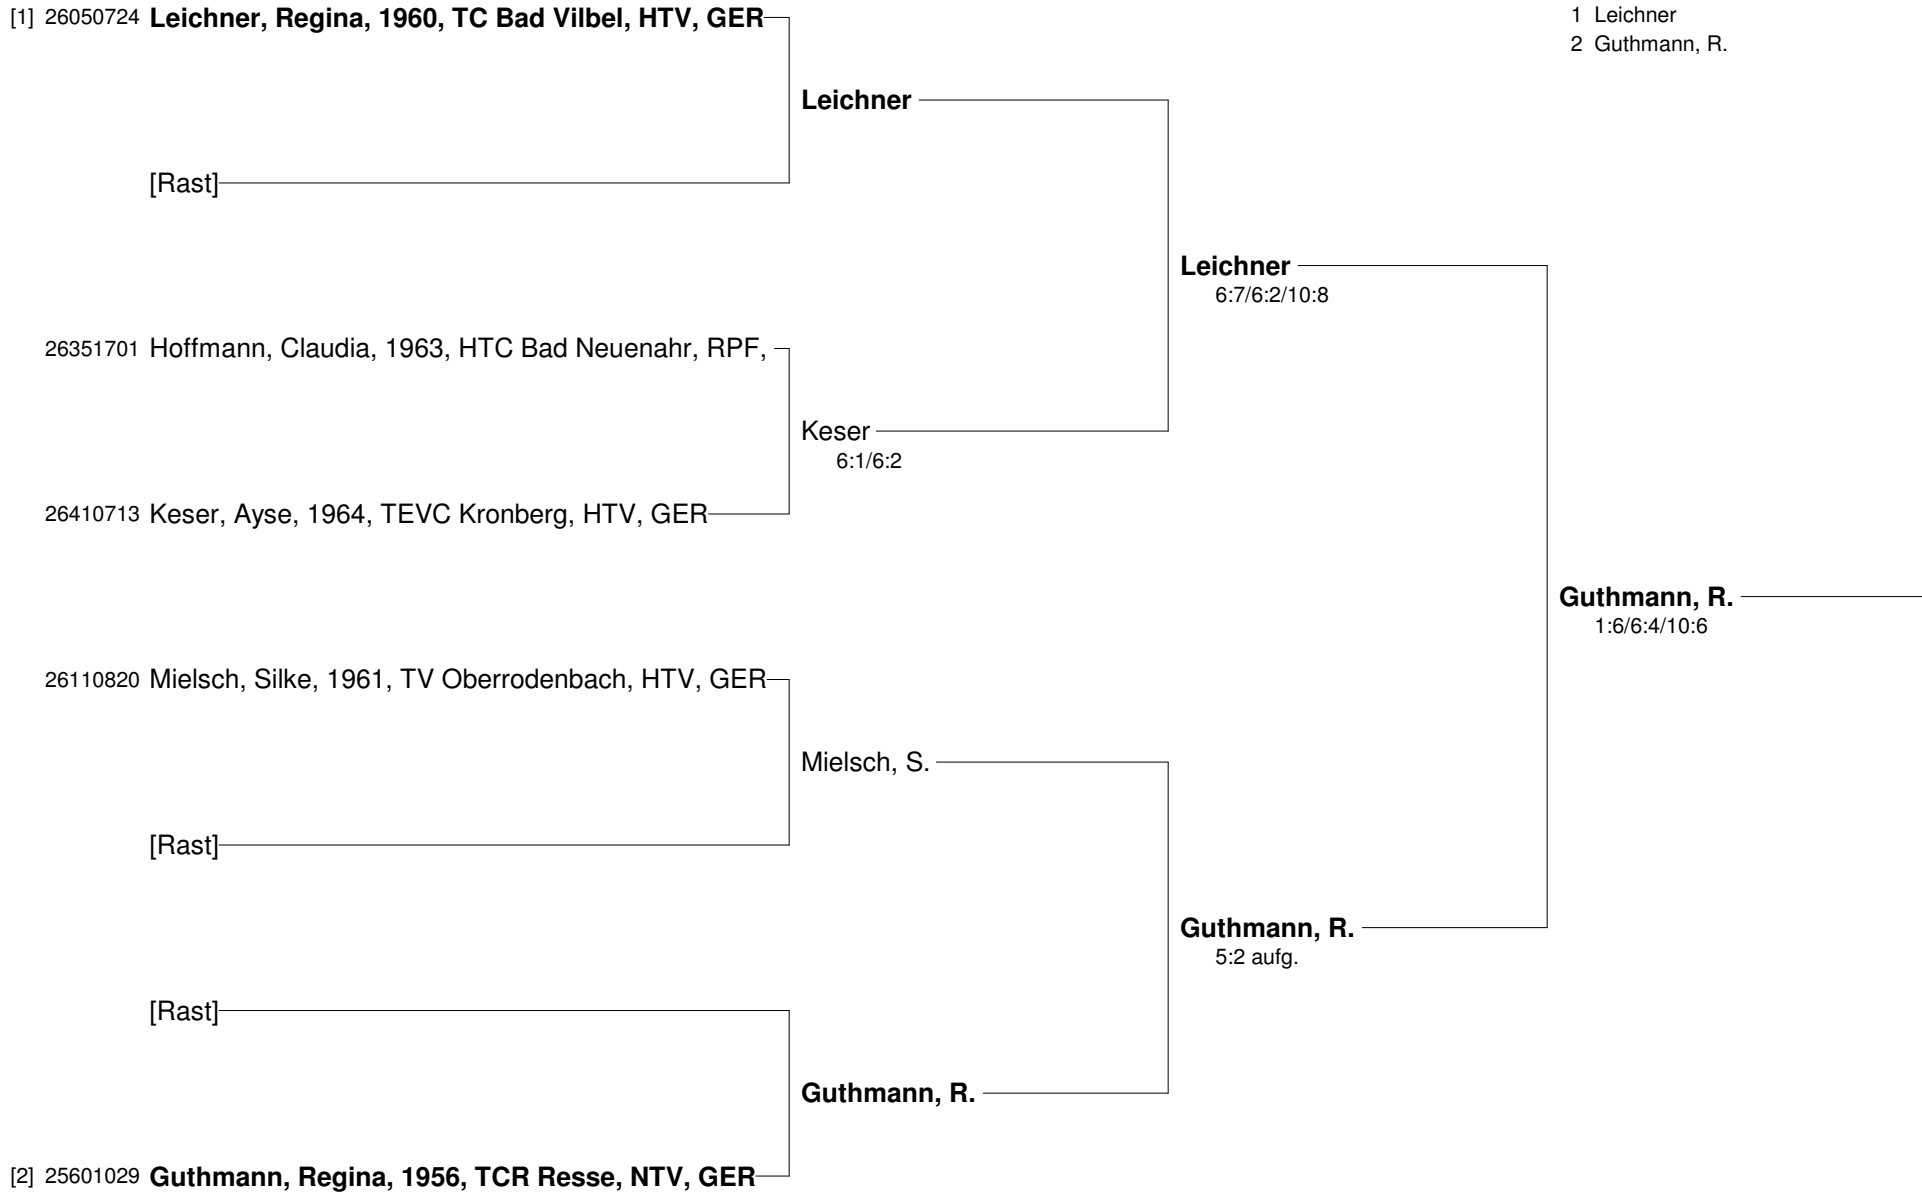 [1] 26050724 Leichner, Regina, 1960, TC Bad Vilbel, HTV, GER
1 Leichner
2 Guthmann, R.
Leichner
[Rast]
Leichner
6:7/6:2/10:8
26351701 Hoffmann, Claudia, 1963, HTC Bad Neuenahr, RPF,
Keser
6:1/6:2
26410713 Keser, Ayse, 1964, TEVC Kronberg, HTV, GER
Guthmann, R.
1:6/6:4/10:6
26110820 Mielsch, Silke, 1961, TV Oberrodenbach, HTV, GER
Mielsch, S.
[Rast]
Guthmann, R.
5:2 aufg.
[Rast]
Guthmann, R.
[2] 25601029 Guthmann, Regina, 1956, TCR Resse, NTV, GER